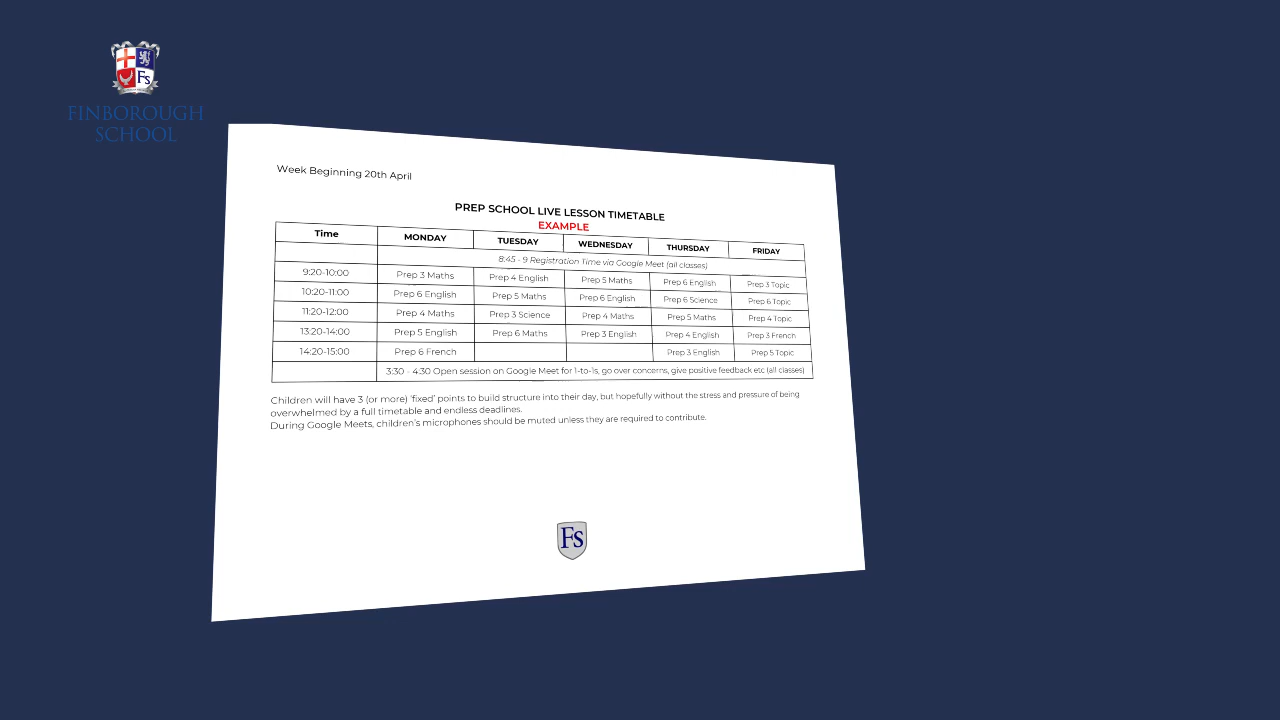 Fs
FINBOROUGH
SCHOOL
Week Beginning 20th April
PREP SCHOOL LIVE LESSON TIMETABLE
EXAMPLE
Time MONDAY TUESDAY WEDNESDAY THURSDAY FRIDAY
8:45 - 9 Registration Time via Google Meet (all classes)
9:20-10:00 Prep 3 Maths Prep 4 English Prep 5 Maths Prep 6 English Prep 3 Topic
10:20-11:00 Prep 6 English Prep 5 Maths Prep 6 English Prep 6 Science Prep 6 Topic
11:20-12:00 Prep 4 Maths Prep 3 Science Prep 4 Maths Prep 5 Maths Prep 4 Topic
13:20-14:00 Prep 5 English Prep 6 Maths Prep 3 English Prep 4 English Prep 3 French
14:20-15:00 Prep 6 French Prep 3 English Prep 5 Topic
3:30 - 4:30 Open session on Google Meet for 1-to-1s, go over concerns, give positive feedback etc (all classes)
Children will have 3 (or more) 'fixed' points to build structure into their day, but hopefully without the stress and pressure of being
overwhelmed by a full timetable and endless deadlines.
During Google Meets, children's microphones should be muted unless they are required to contribute.
Fs